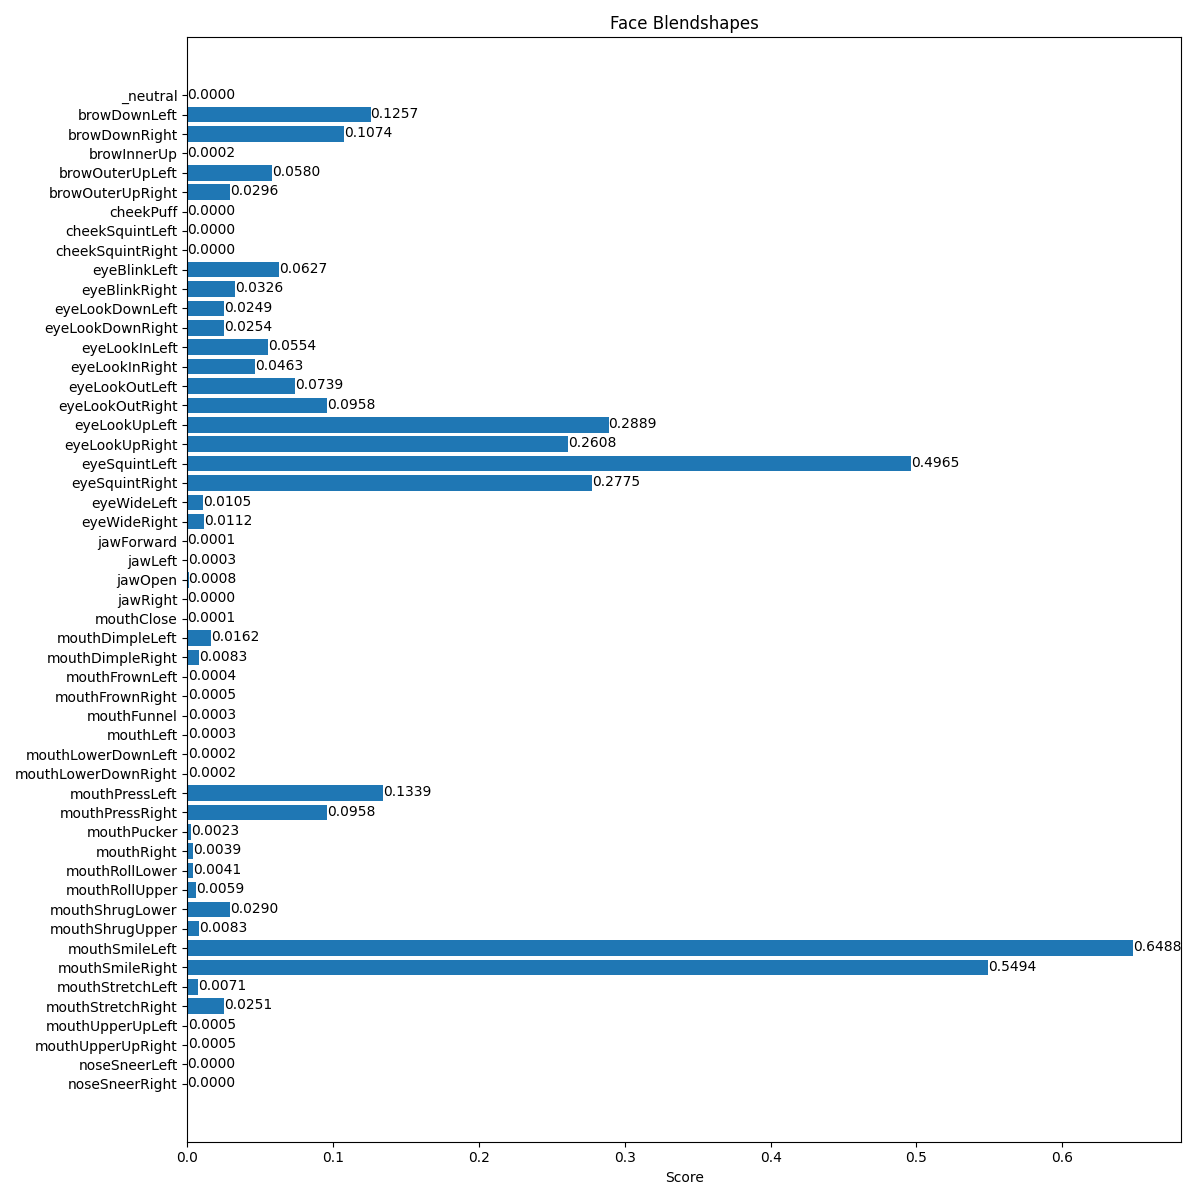 Face Blendshapes
_neutral 0.0000
browDownLeft 0.1257
browDownRight 0.1074
browInnerUp 0.0002
browOuterUpLeft 0.0580
browOuterUpRight 0.0296
cheekPuff 0.0000
cheekSquintLeft 0.0000
cheekSquintRight 0.0000
eyeBlinkLeft 0.0627
eyeBlinkRight 0.0326
eyeLookDownLeft 0.0249
eyeLookDownRight 0.0254
eyeLookInLeft 0.0554
eyeLookInRight 0.0463
eyeLookOutLeft 0.0739
eyeLookOutRight 0.0958
eyeLookUpLeft 0.2889
eyeLookUpRight 0.2608
eyeSquintLeft 0.4965
eyeSquintRight 0.2775
eyeWideLeft 0.0105
eyeWideRight 0.0112
jawForward 0.0001
jawLeft 0.0003
jawOpen 0.0008
jawRight 0.0000
mouthClose 0.0001
mouthDimpleLeft 0.0162
mouthDimpleRight 0.0083
mouthFrownLeft 0.0004
mouthFrownRight 0.0005
mouthFunnel 0.0003
mouthLeft 0.0003
mouthLowerDownLeft 0.0002
mouthLowerDownRight 0.0002
mouthPressLeft 0.1339
mouthPressRight 0.0958
mouthPucker 0.0023
mouthRight 0.0039
mouthRollLower 0.0041
mouthRollUpper 0.0059
mouthShrugLower 0.0290
mouthShrugUpper 0.0083
mouthSmileLeft 0.6488
mouthSmileRight 0.5494
mouthStretchLeft 0.0071
mouthStretchRight 0.0251
mouthUpperUpLeft 0.0005
mouthUpperUpRight 0.0005
noseSneerLeft 0.0000
noseSneerRight 0.0000
0.0 0.1 0.2 0.3 0.4 0.5 0.6
Score